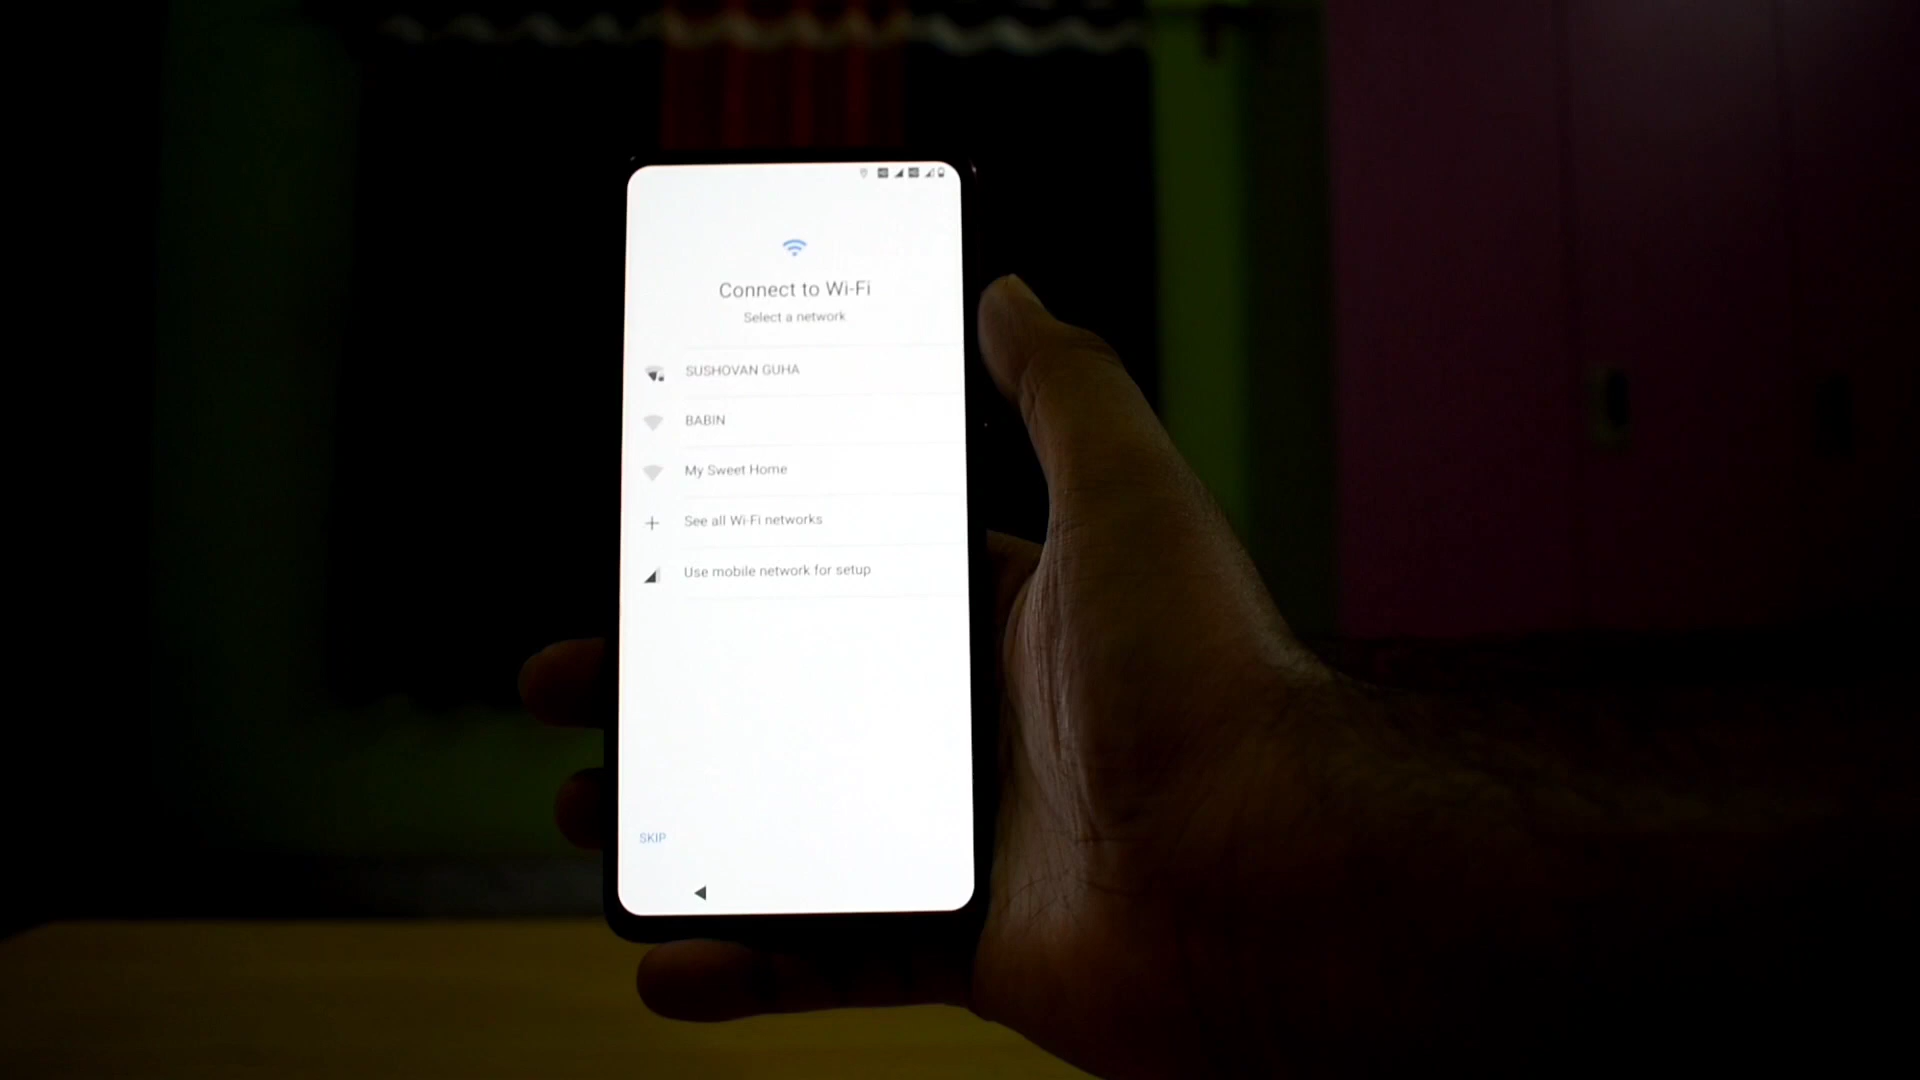 Connect to Wi-Fi
Select a network
SUSHOVAN GUHA
BABIN
My Sweet Home
See all Wi-Fi networks
Use mobile network for setup
SKIP